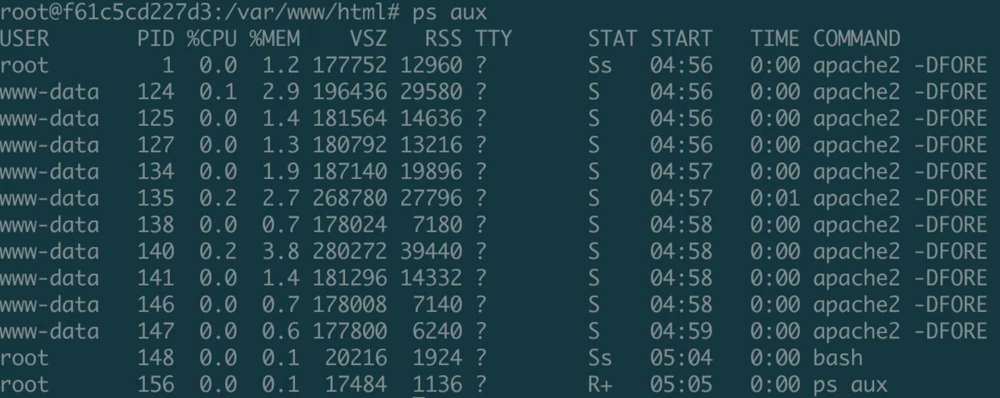 root@f61c5cd227d3:/var/www/html# ps aux
USER       PID %CPU %MEM    VSZ   RSS TTY      STAT START   TIME COMMAND
root         1  0.0  1.2 177752 12960 ?        Ss   04:56   0:00 apache2 -DFORE
www-data   124  0.1  2.9 196436 29580 ?        S    04:56   0:00 apache2 -DFORE
www-data   125  0.0  1.4 181564 14636 ?        S    04:56   0:00 apache2 -DFORE
www-data   127  0.0  1.3 180792 13216 ?        S    04:56   0:00 apache2 -DFORE
www-data   134  0.0  1.9 187140 19896 ?        S    04:57   0:00 apache2 -DFORE
www-data   135  0.2  2.7 268780 27796 ?        S    04:57   0:01 apache2 -DFORE
www-data   138  0.0  0.7 178024  7180 ?        S    04:58   0:00 apache2 -DFORE
www-data   140  0.2  3.8 280272 39440 ?        S    04:58   0:00 apache2 -DFORE
www-data   141  0.0  1.4 181296 14332 ?        S    04:58   0:00 apache2 -DFORE
www-data   146  0.0  0.7 178008  7140 ?        S    04:58   0:00 apache2 -DFORE
www-data   147  0.0  0.6 177800  6240 ?        S    04:59   0:00 apache2 -DFORE
root       148  0.0  0.1  20216  1924 ?        Ss   05:04   0:00 bash
root       156  0.0  0.1  17484  1136 ?        R+   05:05   0:00 ps aux